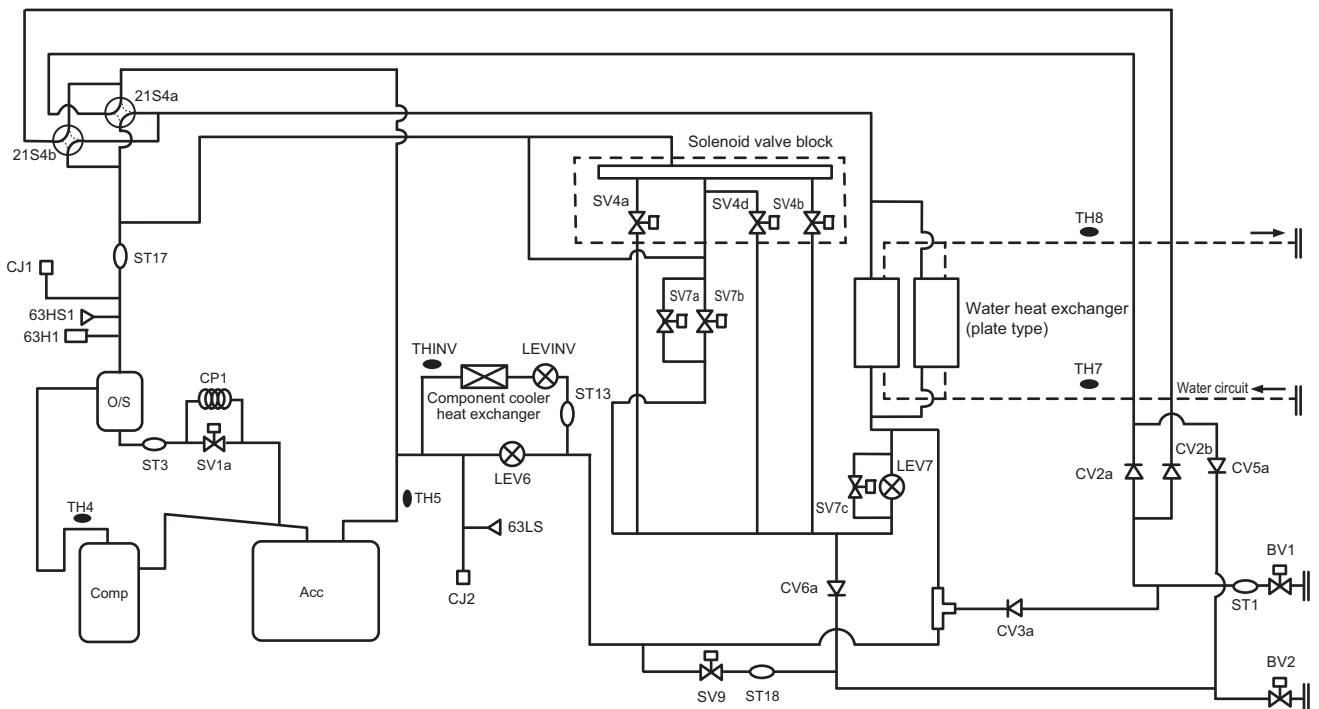 21S4a
21S4b
Solenoid valve block
SV4a
SV4d
SV4b
TH8
ST17
CJ1
63HS1
63H1
SV7a
SV7b
Water heat exchanger
(plate type)
THINV
LEVINV
TH7
CP1
ST13
Water circuit
O/S
Component cooler
heat exchanger
ST3
SV1a
LEV6
LEV7
CV2a
CV2b
CV5a
TH4
TH5
SV7c
63LS
BV1
Comp
Acc
CJ2
CV6a
ST1
CV3a
BV2
SV9
ST18